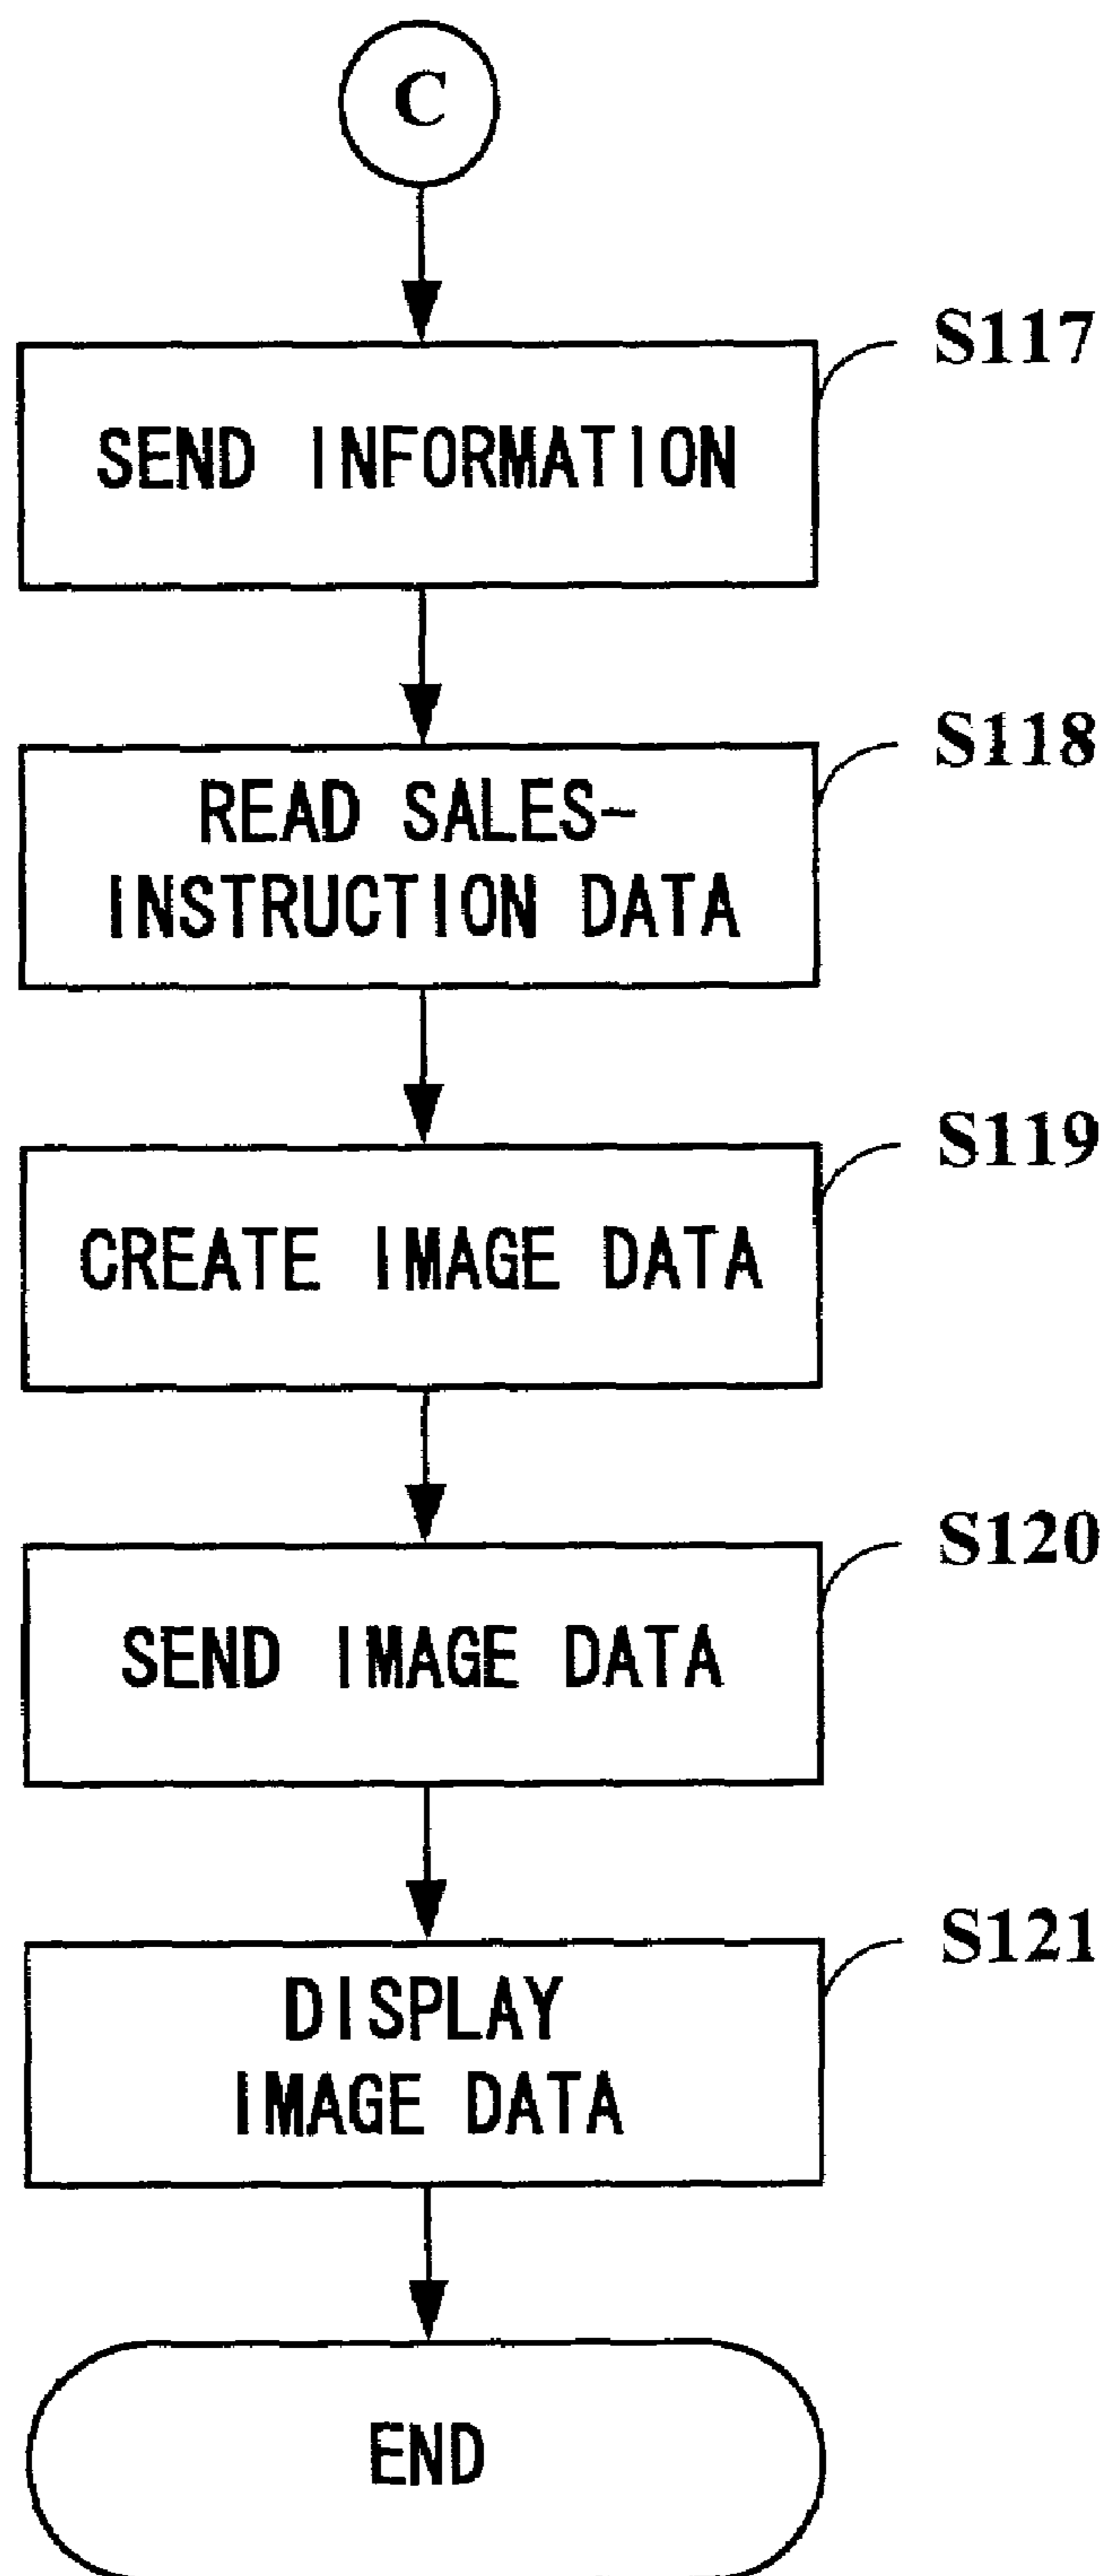 C
S117
SEND INFORMATION
S118
READ SALES-
INSTRUCTION DATA
S119
CREATE IMAGE DATA
S120
SEND IMAGE DATA
S121
DISPLAY
IMAGE DATA
END